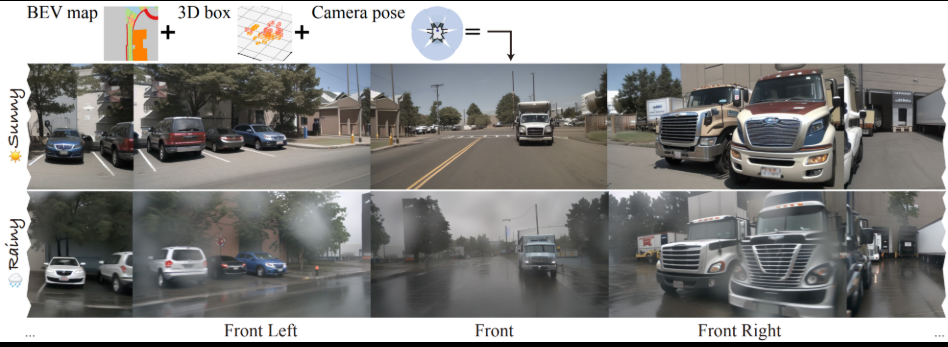 BEV map + 3D box + Camera pose =
Sunny
Rainy
... Front Left Front Front Right ...